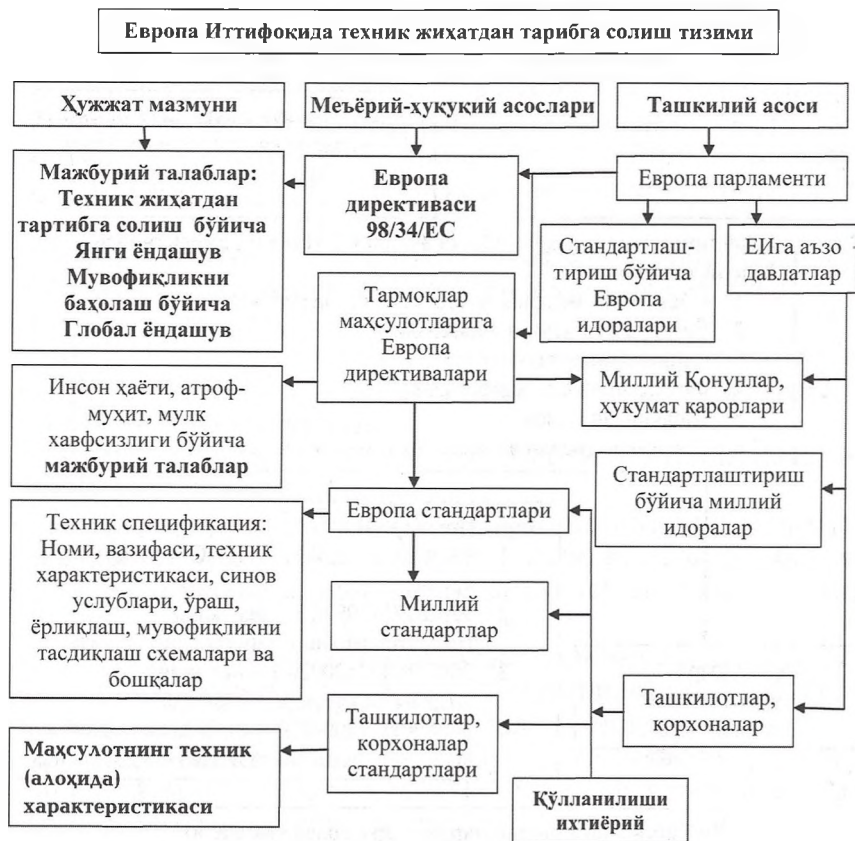 Европа Иттифоқида техник жиҳатдан тарибга солиш тизими
Ҳужжат мазмуни
Меъёрий-ҳуқуқий асослари
Ташкилий асоси
Мажбурий талаблар:
Техник жиҳатдан
тартибга солиш бўйича
Янги ёндашув
Мувофиқликни
баҳолаш бўйича
Глобал ёндашув
Европа
директиваси
98/34/ЕС
Европа парламенти
Стандартлаш-
тириш бўйича
Европа
идоралари
ЕИга аъзо
давлатлар
Тармоқлар
маҳсулотларига
Европа
директивалари
Инсон ҳаёти, атроф-
муҳит, мулк
хавфсизлиги бўйича
мажбурий талаблар
Миллий Қонунлар,
ҳукумат қарорлари
Стандартлаштириш
бўйича миллий
идоралар
Европа стандартлари
Техник спецификация:
Номи, вазифаси, техник
характеристикаси, синов
услублари, ўраш,
ёрлиқлаш, мувофиқликни
тасдиқлаш схемалари ва
бошқалар
Миллий
стандартлар
Ташкилотлар,
корхоналар
Ташкилотлар,
корхоналар
стандартлари
Маҳсулотнинг техник
(алоҳида)
характеристикаси
Қўлланилиши
ихтиёрий